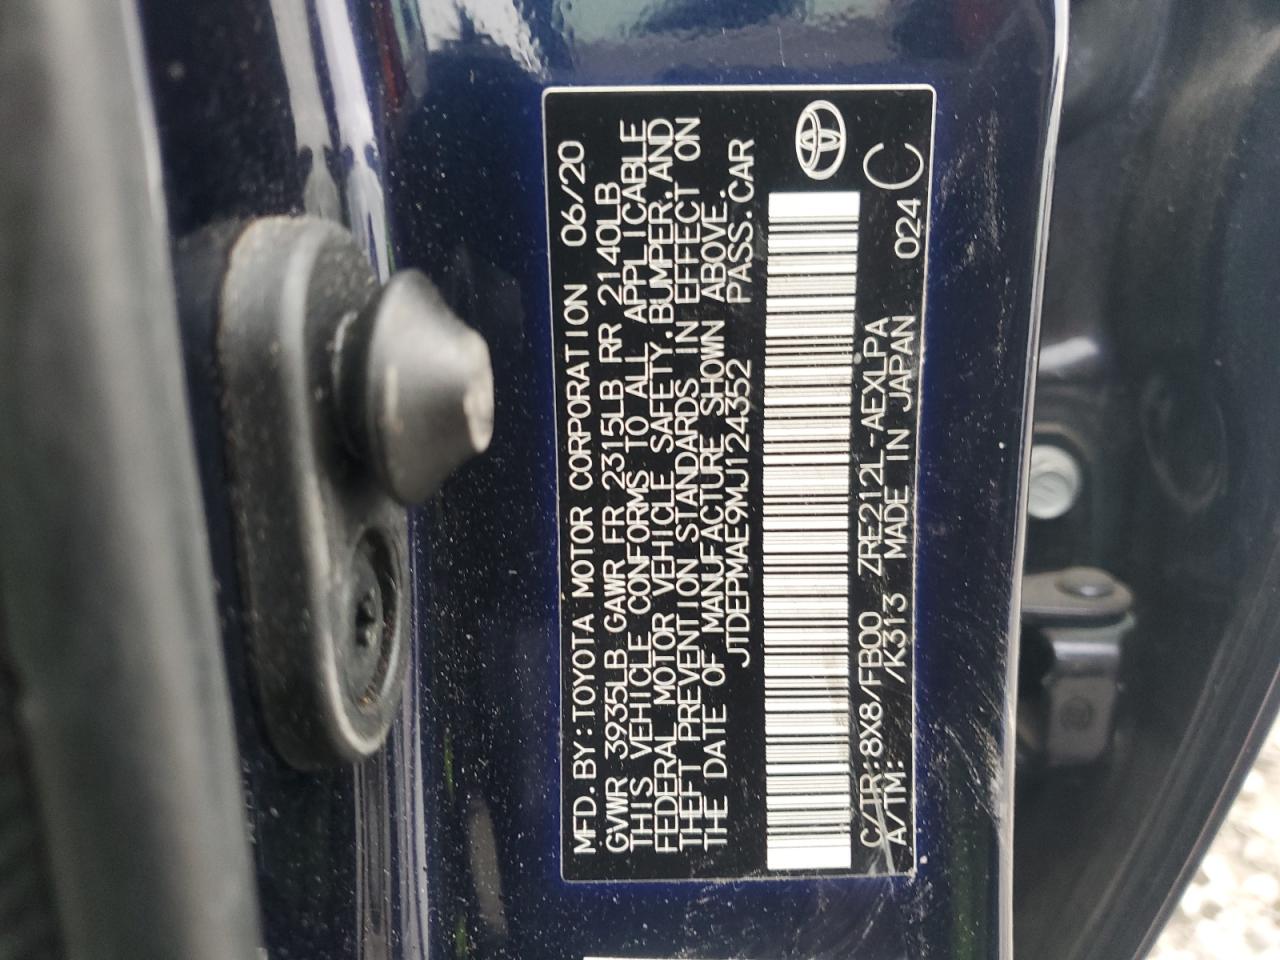 MFD.BY:TOYOTA MOTOR CORPORATION 06/20
GVWR 3935LB GAWR FR 2315LB RR 2140LB
THIS VEHICLE CONFORMS TO ALL APPLICABLE
FEDERAL MOTOR VEHICLE SAFETY,BUMPER,AND
THEFT PREVENTION STANDARDS IN EFFECT ON
THE DATE OF MANUFACTURE SHOWN ABOVE.
JTDEPMAE9MJ124352 PASS.CAR
C/TR:8X8/FB00 ZRE212L-AEXLPA
A/TM: /K313 MADE IN JAPAN 024 C